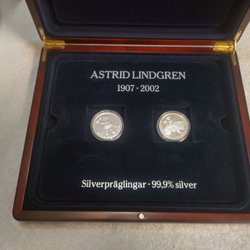 ASTRID LINDGREN
1907 - 2002
Silverpräglingar · 99,9% silver